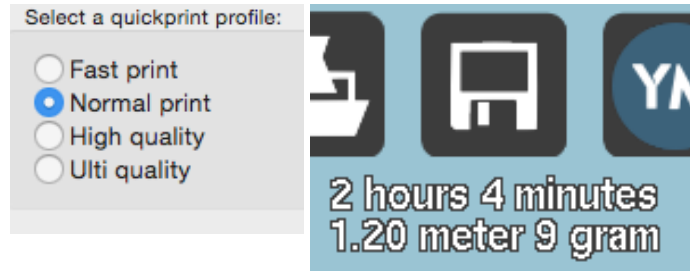 Select a quickprint profile:
Fast print
Normal print
High quality
Ulti quality
YM
2 hours 4 minutes
1.20 meter 9 gram